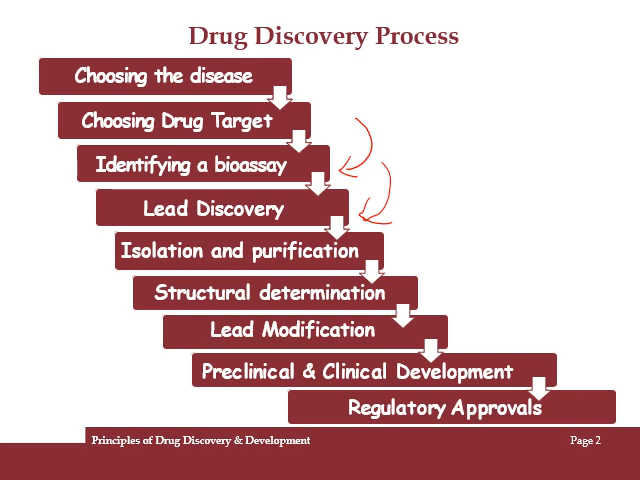 Drug Discovery Process
Choosing the disease
Choosing Drug Target
Identifying a bioassay
Lead Discovery
Isolation and purification
Structural determination
Lead Modification
Preclinical & Clinical Development
Regulatory Approvals
Principles of Drug Discovery & Development
Page 2